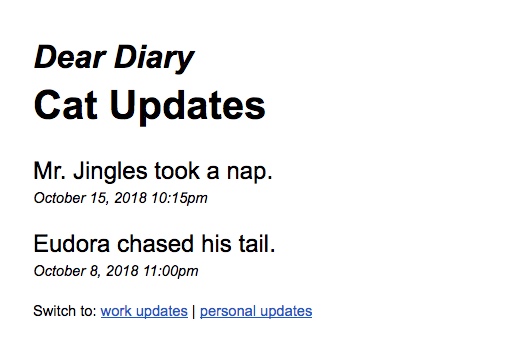 Dear Diary
Cat Updates
Mr. Jingles took a nap.
October 15, 2018 10:15pm
Eudora chased his tail.
October 8, 2018 11:00pm
Switch to: work updates | personal updates